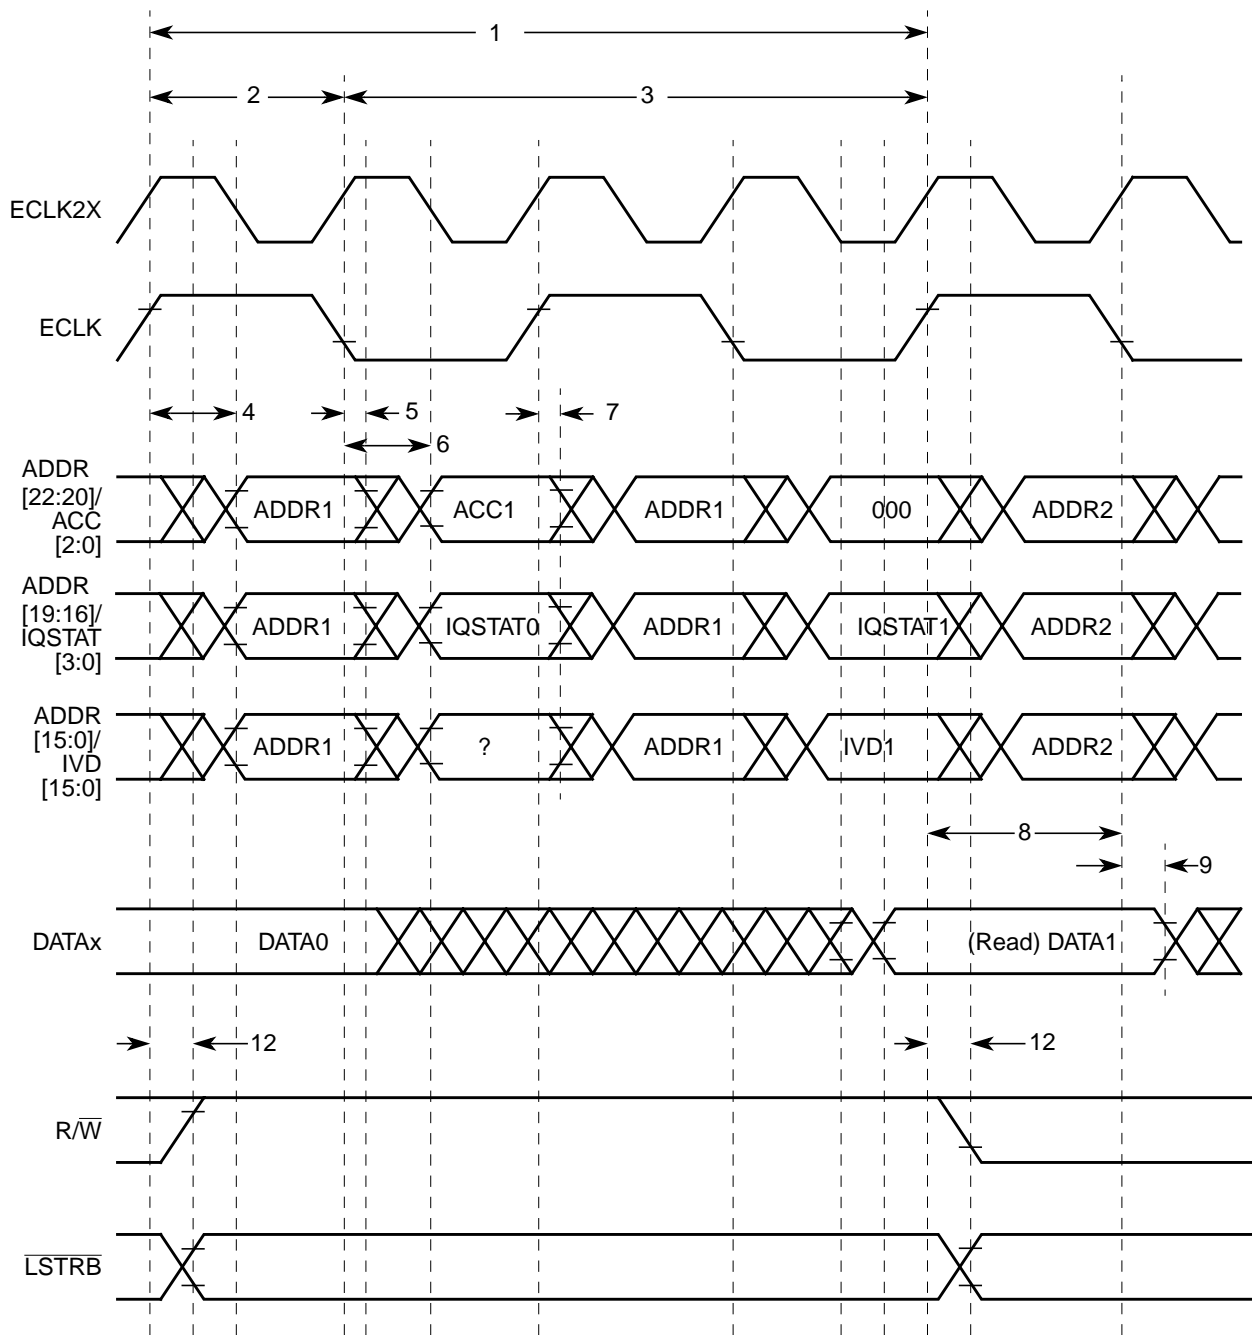 1
2 3
ECLK2X
ECLK
4 5 7
6
ADDR
[22:20]/
ACC
[2:0]
ADDR1 ACC1 ADDR1 000 ADDR2
ADDR
[19:16]/
IQSTAT
[3:0]
ADDR1 IQSTAT0 ADDR1 IQSTAT1 ADDR2
ADDR
[15:0]/
IVD
[15:0]
ADDR1 ? ADDR1 IVD1 ADDR2
8
9
DATAx DATA0 (Read) DATA1
12 12
R/W̅
L̅S̅T̅R̅B̅